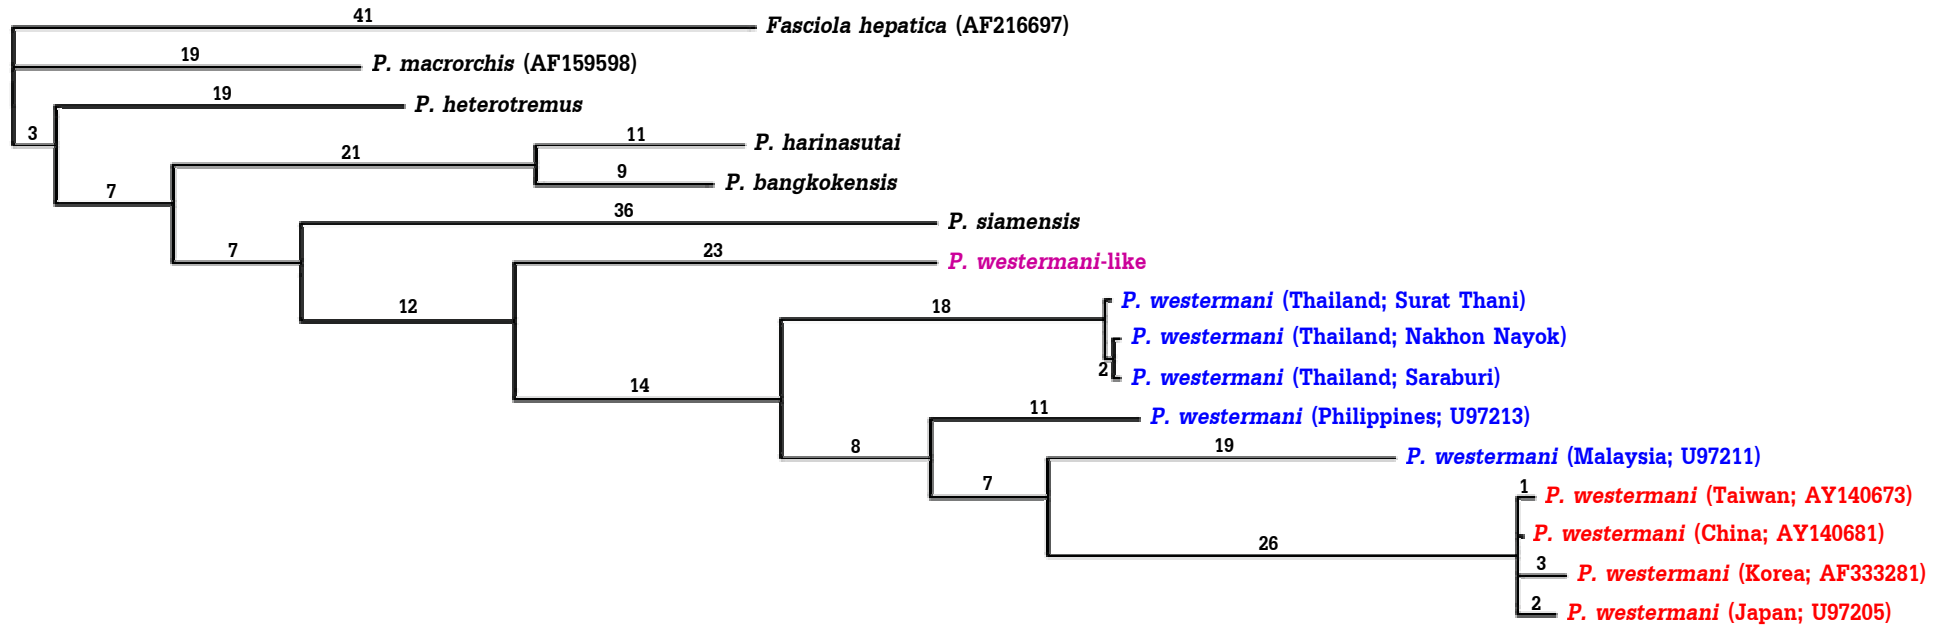 41
Fasciola hepatica (AF216697)
19
P. macrorchis (AF159598)
19
P. heterotremus
3
11
P. harinasutai
21
9
P. bangkokensis
7
36
P. siamensis
7
23
P. westermani-like
12
18
P. westermani (Thailand; Surat Thani)
P. westermani (Thailand; Nakhon Nayok)
2
P. westermani (Thailand; Saraburi)
14
11
P. westermani (Philippines; U97213)
8
19
P. westermani (Malaysia; U97211)
7
1
P. westermani (Taiwan; AY140673)
P. westermani (China; AY140681)
26
3
P. westermani (Korea; AF333281)
2
P. westermani (Japan; U97205)